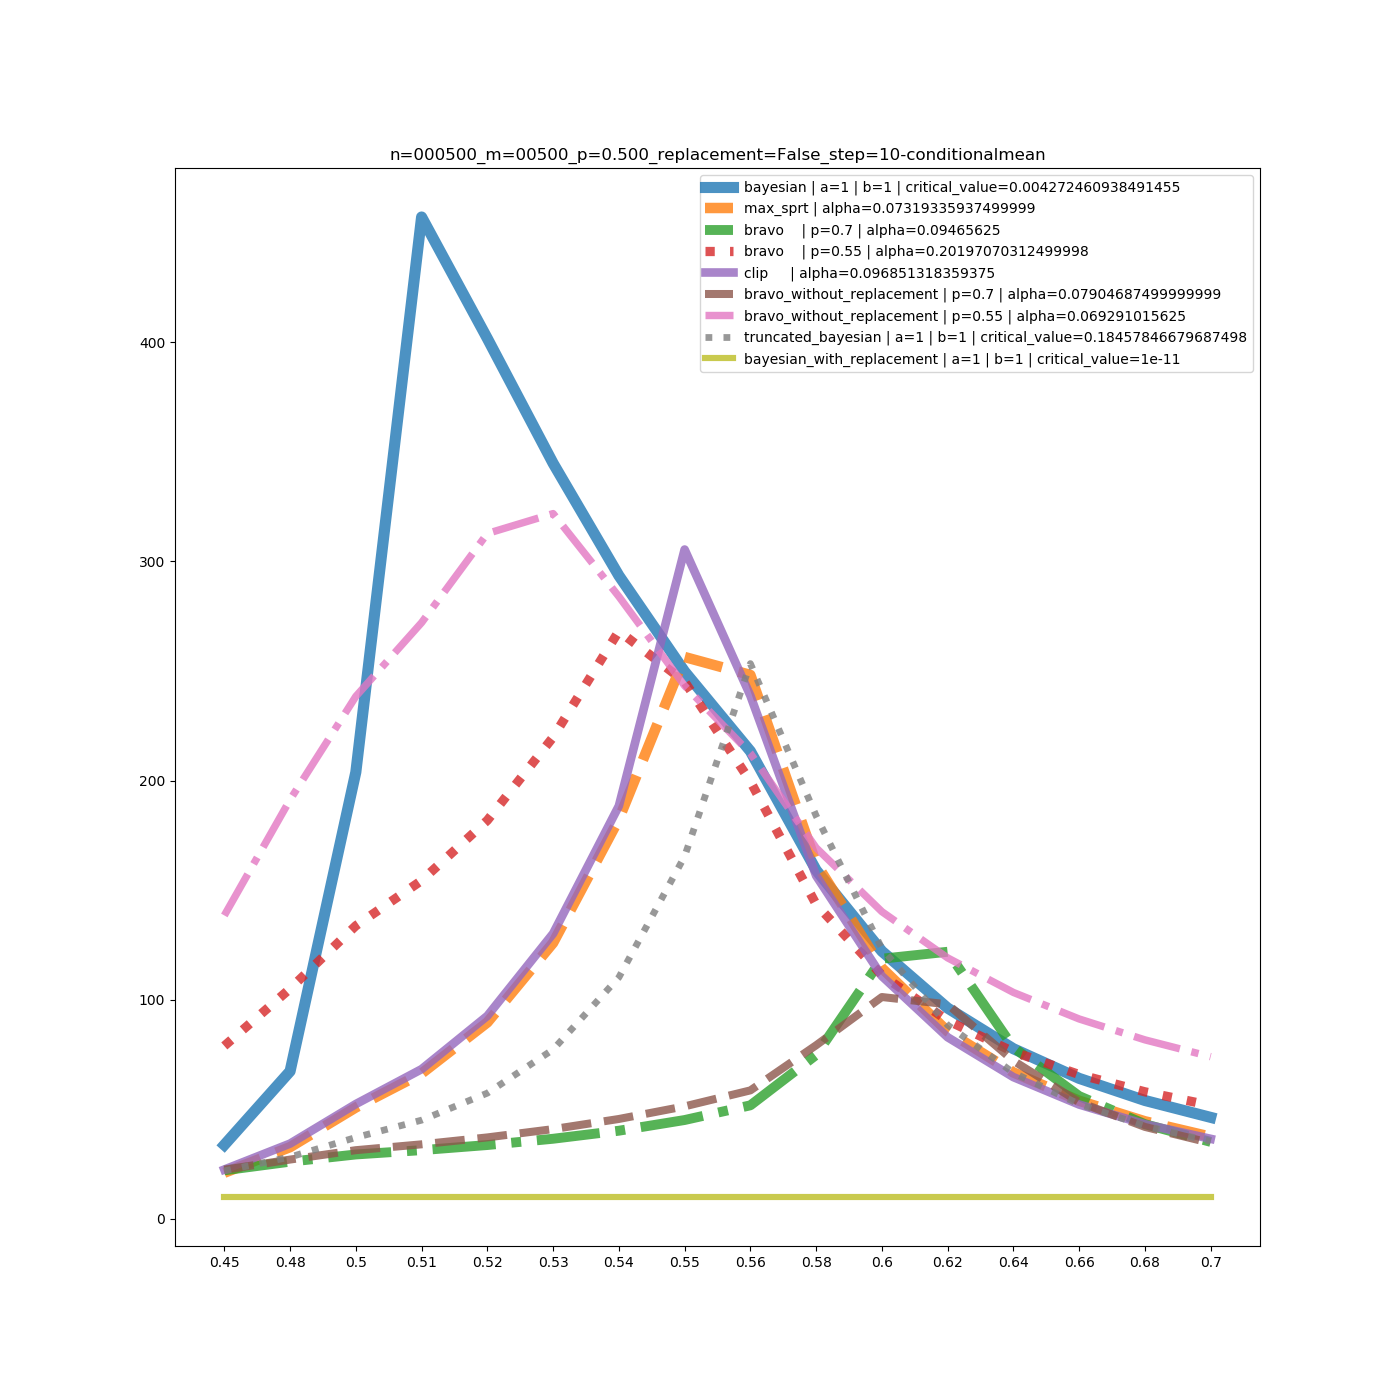 n=000500_m=00500_p=0.500_replacement=False_step=10-conditionalmean
bayesian | a=1 | b=1 | critical_value=0.004272460938491455
max_sprt | alpha=0.07319335937499999
bravo | p=0.7 | alpha=0.09465625
bravo | p=0.55 | alpha=0.20197070312499998
clip | alpha=0.096851318359375
bravo_without_replacement | p=0.7 | alpha=0.07904687499999999
bravo_without_replacement | p=0.55 | alpha=0.069291015625
truncated_bayesian | a=1 | b=1 | critical_value=0.18457846679687498
bayesian_with_replacement | a=1 | b=1 | critical_value=1e-11
400
300
200
100
0
0.45 0.48 0.5 0.51 0.52 0.53 0.54 0.55 0.56 0.58 0.6 0.62 0.64 0.66 0.68 0.7